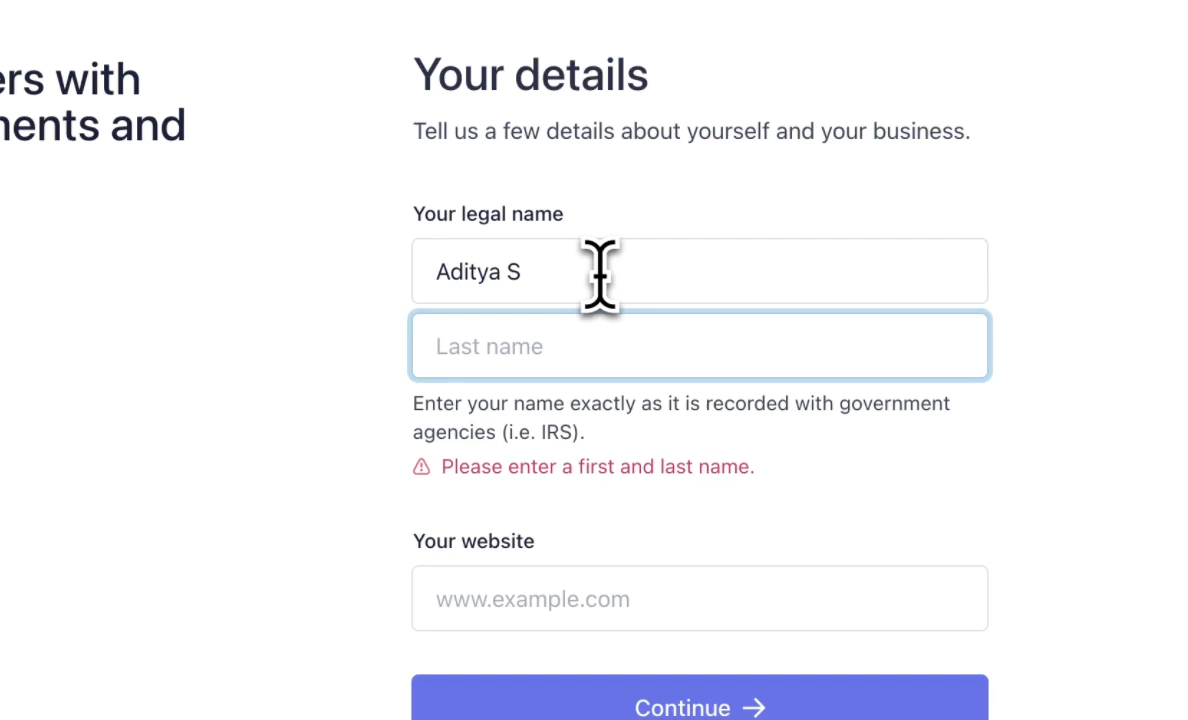 ers with
ments and
Your details
Tell us a few details about yourself and your business.
Your legal name
Aditya S
Last name
Enter your name exactly as it is recorded with government
agencies (i.e. IRS).
Please enter a first and last name.
Your website
www.example.com
Continue →